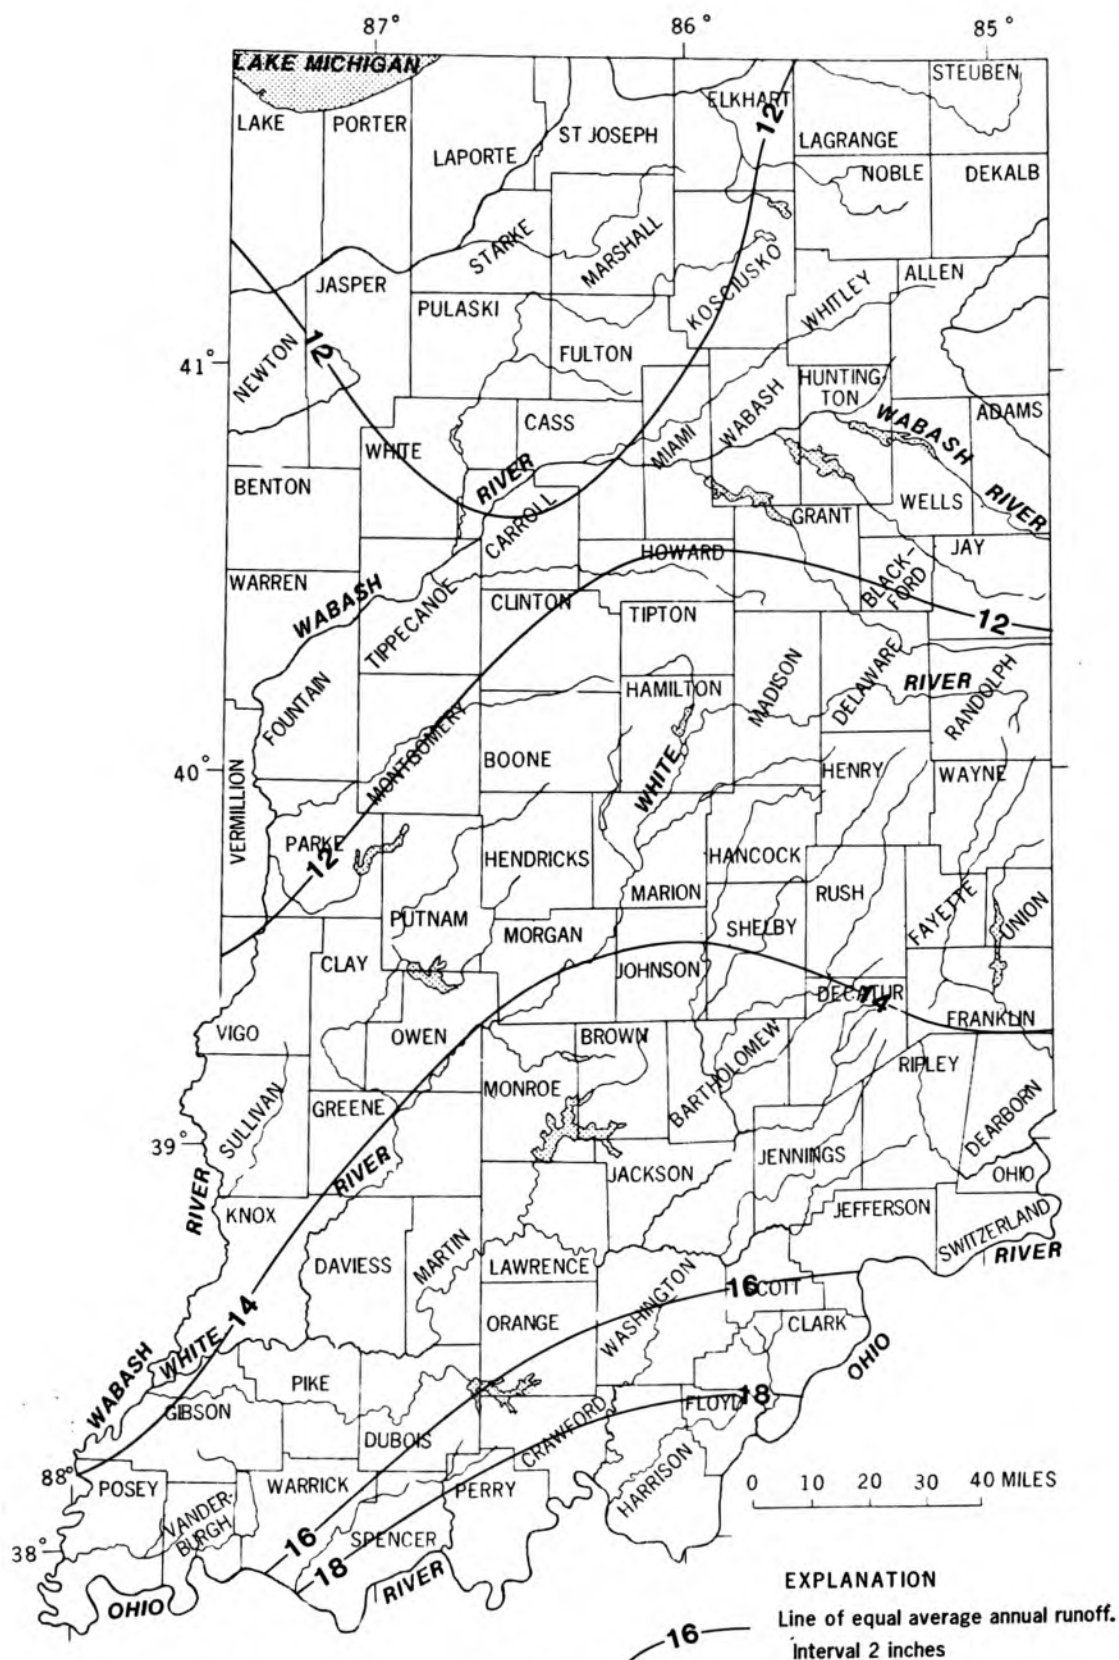 87° 86° 85°
LAKE MICHIGAN
STEUBEN
ELKHART
LAKE PORTER
ST JOSEPH
12
LAGRANGE
LAPORTE
NOBLE DEKALB
STARKE
MARSHALL
KOSCIUSKO
ALLEN
JASPER
WHITLEY
PULASKI
12
NEWTON
FULTON
41°
HUNTING-
TON
WABASH
WABASH
ADAMS
CASS
MIAMI
WHITE
RIVER
BENTON
WELLS
RIVER
CARROLL
GRANT
HOWARD
JAY
BLACK-
FORD
WARREN
WABASH
CLINTON
TIPPECANOE
TIPTON
12
HAMILTON
MADISON
DELAWARE
RIVER
RANDOLPH
FOUNTAIN
MONTGOMERY
BOONE
WHITE
40°
HENRY
WAYNE
VERMILLION
PARKE
12
HENDRICKS
HANCOCK
MARION
RUSH
FAYETTE
UNION
PUTNAM
SHELBY
MORGAN
CLAY
JOHNSON
DECATUR
14
FRANKLIN
VIGO
OWEN
BROWN
BARTHOLOMEW
RIPLEY
MONROE
GREENE
SULLIVAN
DEARBORN
39°
JENNINGS
RIVER
JACKSON
OHIO
RIVER
KNOX
JEFFERSON
SWITZERLAND
RIVER
DAVIESS
MARTIN
LAWRENCE
WASHINGTON
16
SCOTT
14
ORANGE
CLARK
OHIO
WHITE
WABASH
PIKE
GIBSON
18
FLOYD
CRAWFORD
DUBOIS
88°
POSEY
WARRICK
PERRY
HARRISON
0 10 20 30 40 MILES
VANDER-
BURGH
16
SPENCER
38°
18
RIVER
OHIO
EXPLANATION
16
Line of equal average annual runoff.
Interval 2 inches